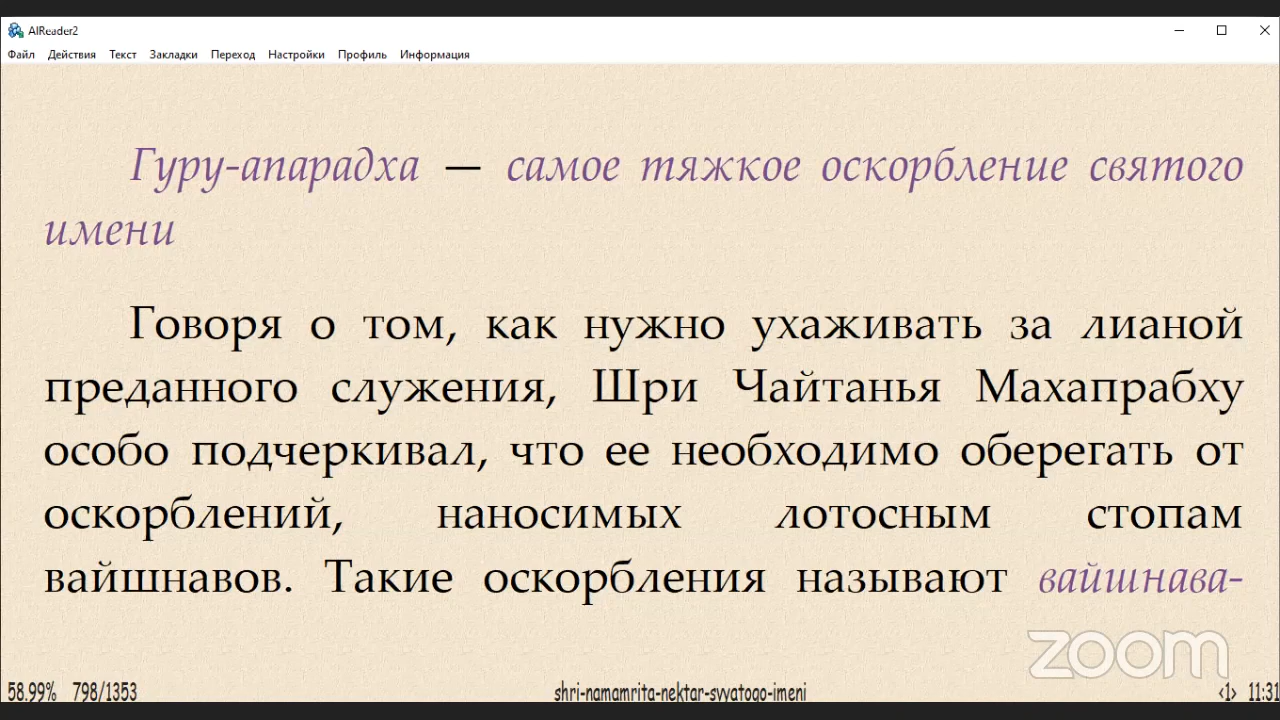 AlReader2
Файл Действия Текст Закладки Переход Настройки Профиль Информация
Гуру-апарадха — самое тяжкое оскорбление святого
имени
Говоря о том, как нужно ухаживать за лианой
преданного служения, Шри Чайтанья Махапрабху
особо подчеркивал, что ее необходимо оберегать от
оскорблений, наносимых лотосным стопам
вайшнавов. Такие оскорбления называют вайшнава-
zoom
58.99% 798/1353 shri-namamrita-nektar-svyatogo-imeni <1> 11:31